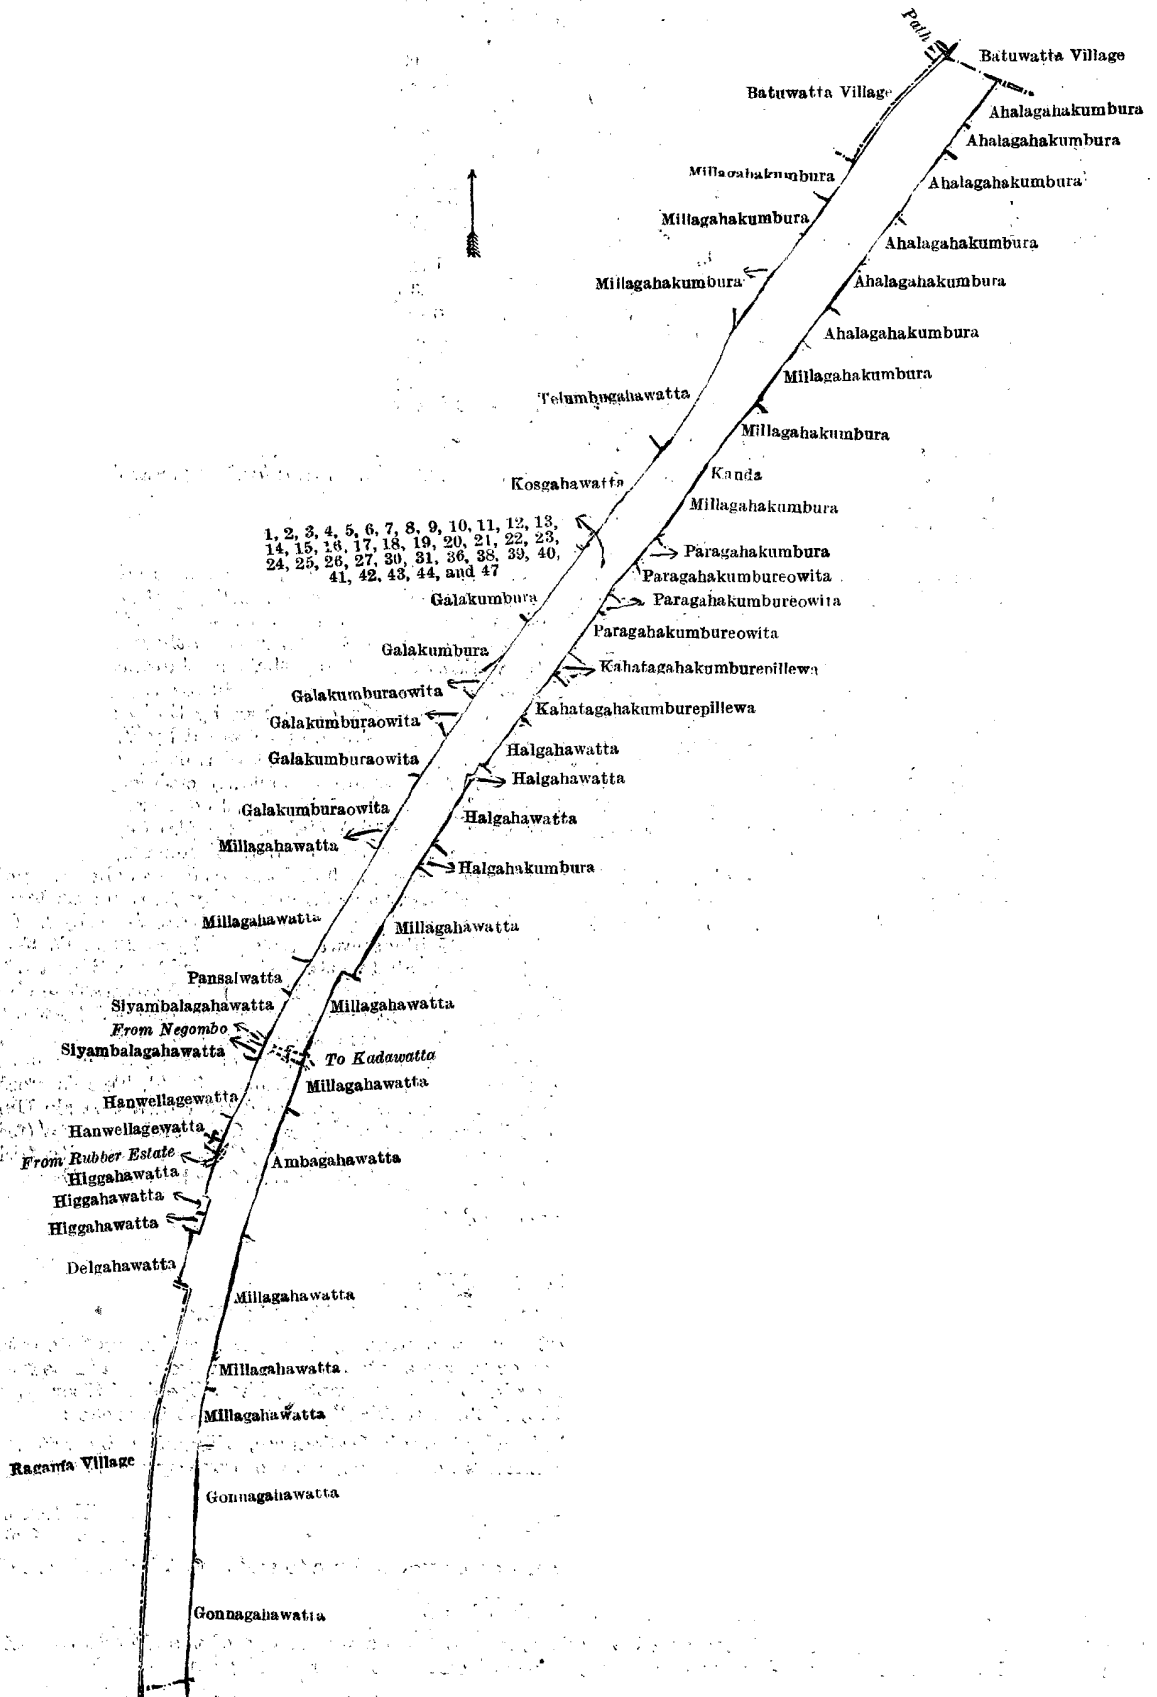 Path
Batuwatta Village
Batuwatta Village
Ahalagahakumbura
Ahalagahakumbura
Millagahakumbura
Ahalagahakumbura
Millagahakumbura
Ahalagahakumbura
Millagahakumbura
Ahalagahakumbura
Ahalagahakumbura
Millagahakumbura
Telumbugahawatta
Millagahakumbura
Kanda
Kosgahawatta
Millagahakumbura
1, 2, 3, 4, 5, 6, 7, 8, 9, 10, 11, 12, 13,
14, 15, 16, 17, 18, 19, 20, 21, 22, 23,
24, 25, 26, 27, 30, 31, 36, 38, 39, 40,
41, 42, 43, 44, and 47
Paragahakumbura
Paragahakumbureowita
Galakumbura
Paragahakumbureowita
Paragahakumbureowita
Galakumbura
Kahatagahakumburepillewa
Galakumburaowita
Kahatagahakumburepillewa
Galakumburaowita
Halgahawatta
Galakumburaowita
Halgahawatta
Galakumburaowita
Halgahawatta
Millagahawatta
Halgahakumbura
Millagahawatta
Millagahawatta
Pansalwatta
Siyambalagahawatta
Millagahawatta
From Negombo
Siyambalagahawatta
To Kadawatta
Millagahawatta
Hanwellagewatta
Hanwellagewatta
From Rubber Estate
Ambagahawatta
Higgahawatta
Higgahawatta
Higgahawatta
Delgahawatta
Millagahawatta
Millagahawatta
Millagahawatta
Ragama Village
Gonnagahawatta
Gonnagahawatta